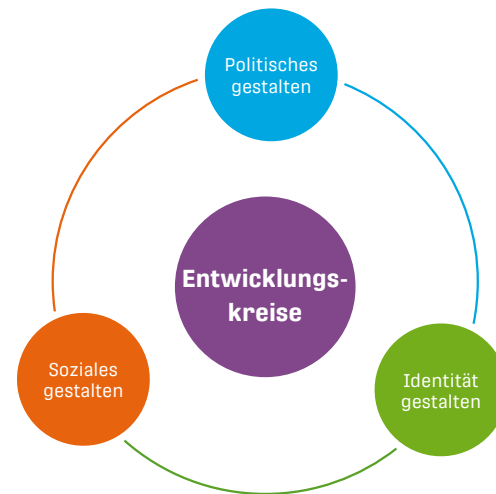 Politisches
gestalten
Entwicklungs-
kreise
Soziales
gestalten
Identität
gestalten